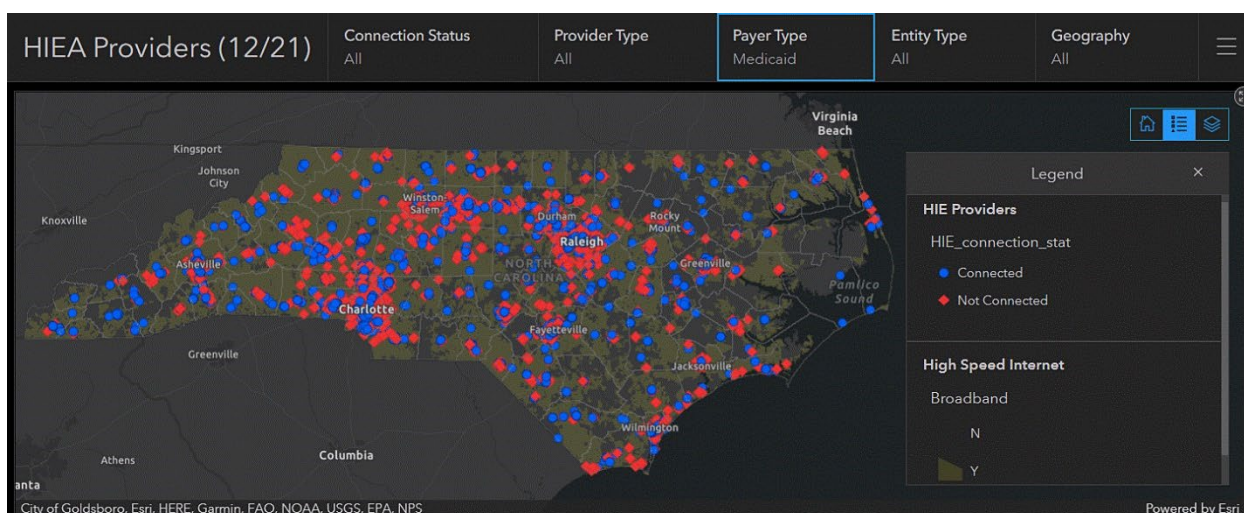 HIEA Providers (12/21)
Connection Status
All
Provider Type
All
Payer Type
Medicaid
Entity Type
All
Geography
All
Virginia
Beach
Kingsport
Johnson
City
Knoxville
Winston-
Salem
Durham
Rocky
Mount
Raleigh
Asheville
NORTH
CAROLINA
Greenville
Pamlico
Sound
Charlotte
Fayetteville
Greenville
Jacksonville
Wilmington
Athens
Columbia
anta
City of Goldsboro, Esri, HERE, Garmin, FAO, NOAA, USGS, EPA, NPS
Powered by Esri
Legend
HIE Providers
HIE_connection_stat
Connected
Not Connected
High Speed Internet
Broadband
N
Y